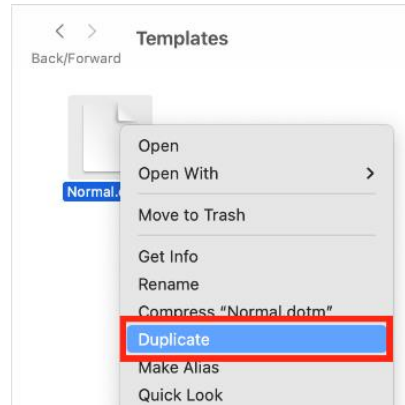 Templates
Back/Forward
Normal.
Open
Open With
Move to Trash
Get Info
Rename
Compress "Normal.dotm"
Duplicate
Make Alias
Quick Look